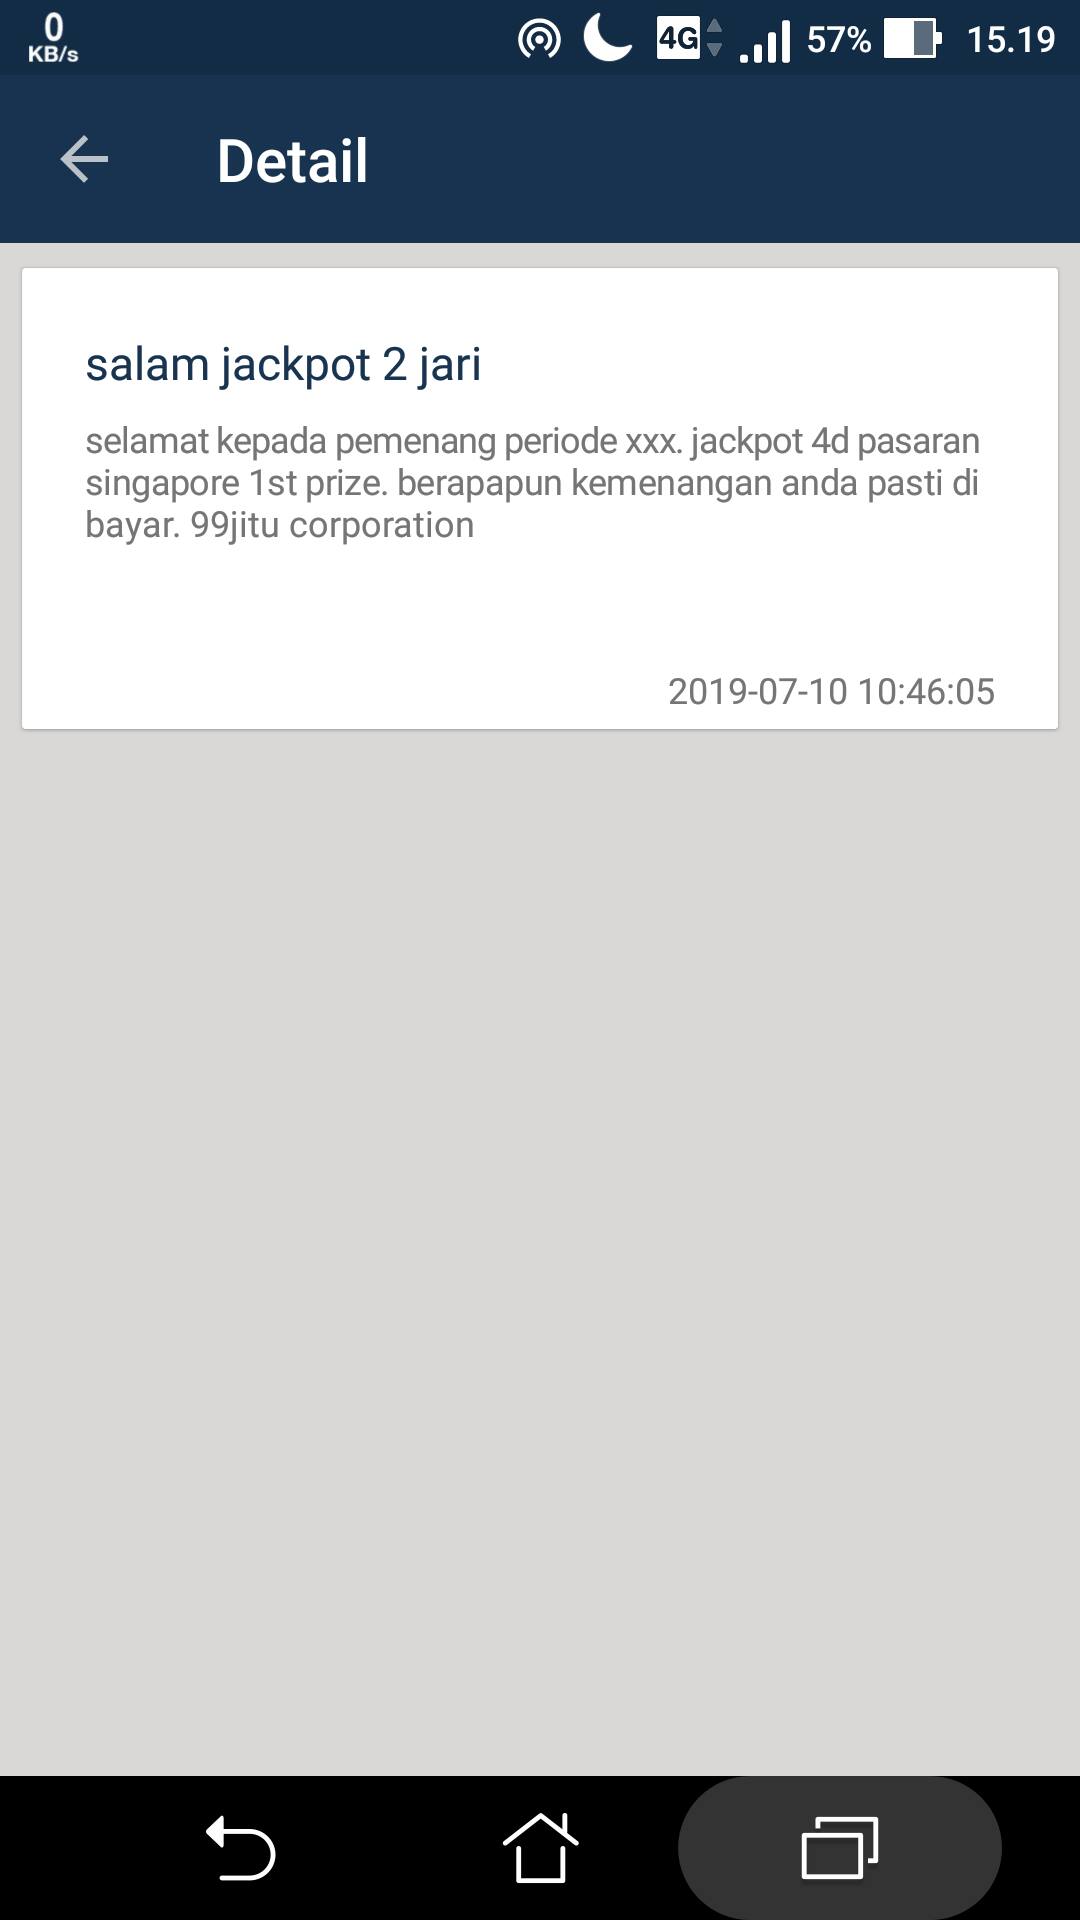 0
KB/s
4G
57%
15.19
Detail
salam jackpot 2 jari
selamat kepada pemenang periode xxx. jackpot 4d pasaran
singapore 1st prize. berapapun kemenangan anda pasti di
bayar. 99jitu corporation
2019-07-10 10:46:05